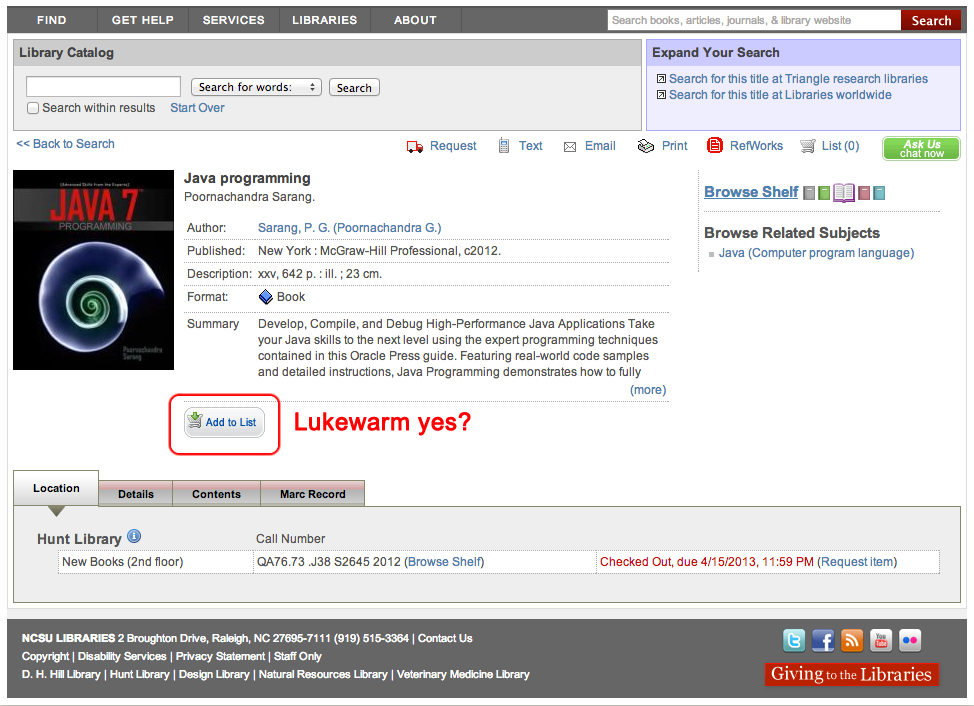 FIND GET HELP SERVICES LIBRARIES ABOUT Search books, articles, journals, & library website Search
Library Catalog
Search for words: Search
Search within results Start Over
Expand Your Search
Search for this title at Triangle research libraries
Search for this title at Libraries worldwide
<< Back to Search Request Text Email Print RefWorks List (0) Ask Us
chat now
(Advanced Skills from the Experts)
JAVA 7
PROGRAMMING
Poornachandra
Sarang
Java programming
Poornachandra Sarang.
Author: Sarang, P. G. (Poornachandra G.)
Published: New York : McGraw-Hill Professional, c2012.
Description: xxv, 642 p. : ill. ; 23 cm.
Format: Book
Summary Develop, Compile, and Debug High-Performance Java Applications Take
your Java skills to the next level using the expert programming techniques
contained in this Oracle Press guide. Featuring real-world code samples
and detailed instructions, Java Programming demonstrates how to fully
(more)
Browse Shelf
Browse Related Subjects
Java (Computer program language)
Add to List Lukewarm yes?
Location Details Contents Marc Record
Hunt Library i Call Number
New Books (2nd floor) QA76.73 .J38 S2645 2012 (Browse Shelf) Checked Out, due 4/15/2013, 11:59 PM (Request item)
NCSU LIBRARIES 2 Broughton Drive, Raleigh, NC 27695-7111 (919) 515-3364 | Contact Us
Copyright | Disability Services | Privacy Statement | Staff Only
D. H. Hill Library | Hunt Library | Design Library | Natural Resources Library | Veterinary Medicine Library
You
Tube
Giving to the Libraries